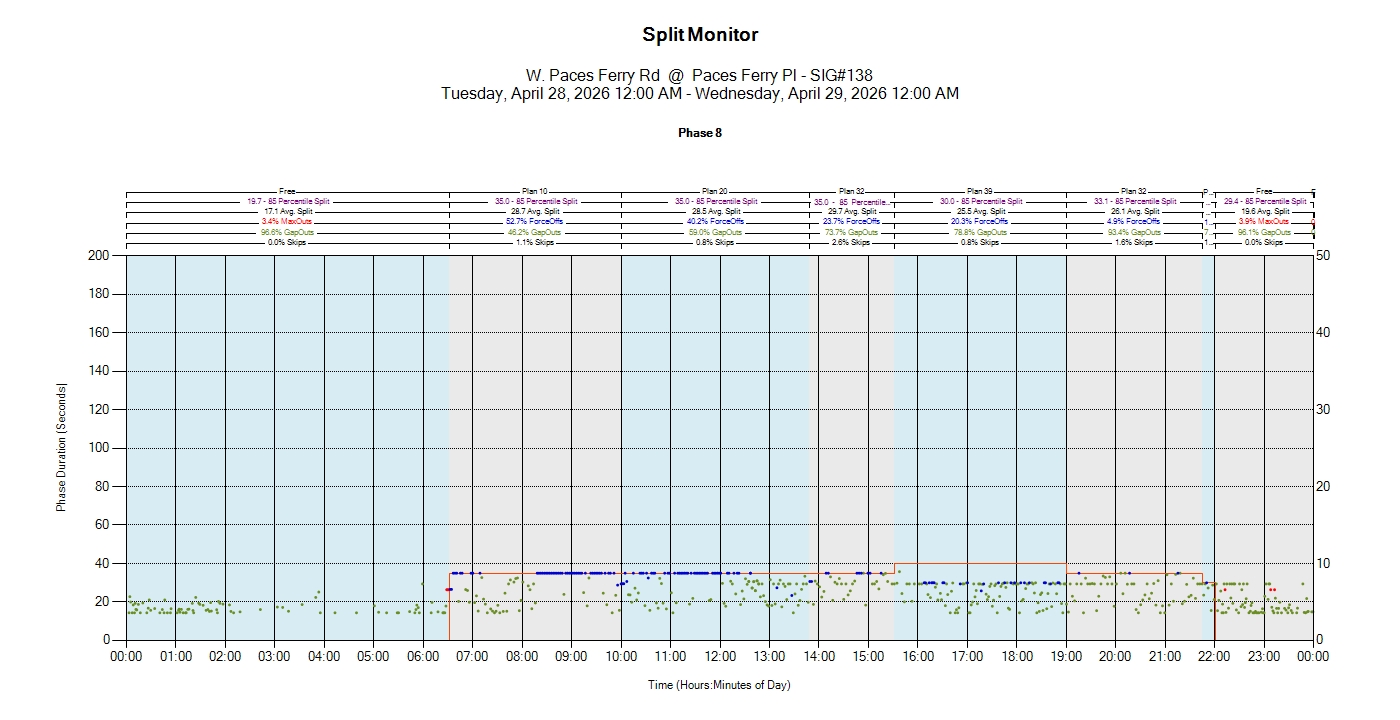 Split Monitor
W. Paces Ferry Rd @ Paces Ferry Pl - SIG#138
Tuesday, April 28, 2026 12:00 AM - Wednesday, April 29, 2026 12:00 AM
Phase 8
Free Plan 10 Plan 20 Plan 32 Plan 39 Plan 32 P... Free
19.7 - 85 Percentile Split 35.0 - 85 Percentile Split 35.0 - 85 Percentile Split 35.0 - 85 Percentile... 30.0 - 85 Percentile Split 33.1 - 85 Percentile Split 29.4 - 85 Percentile Split
17.1 Avg. Split 28.7 Avg. Split 28.5 Avg. Split 29.7 Avg. Split 25.5 Avg. Split 26.1 Avg. Split 19.6 Avg. Split
3.4% MaxOuts 52.7% ForceOffs 40.2% ForceOffs 23.7% ForceOffs 20.3% ForceOffs 4.9% ForceOffs 1... 3.9% MaxOuts
96.6% GapOuts 46.2% GapOuts 59.0% GapOuts 73.7% GapOuts 78.8% GapOuts 93.4% GapOuts 7... 96.1% GapOuts
0.0% Skips 1.1% Skips 0.8% Skips 2.6% Skips 0.8% Skips 1.6% Skips 1... 0.0% Skips
200 50
180
160 40
140
120 30
100
80 20
60
40 10
20
0 0
Phase Duration (Seconds)
00:00 01:00 02:00 03:00 04:00 05:00 06:00 07:00 08:00 09:00 10:00 11:00 12:00 13:00 14:00 15:00 16:00 17:00 18:00 19:00 20:00 21:00 22:00 23:00 00:00
Time (Hours:Minutes of Day)